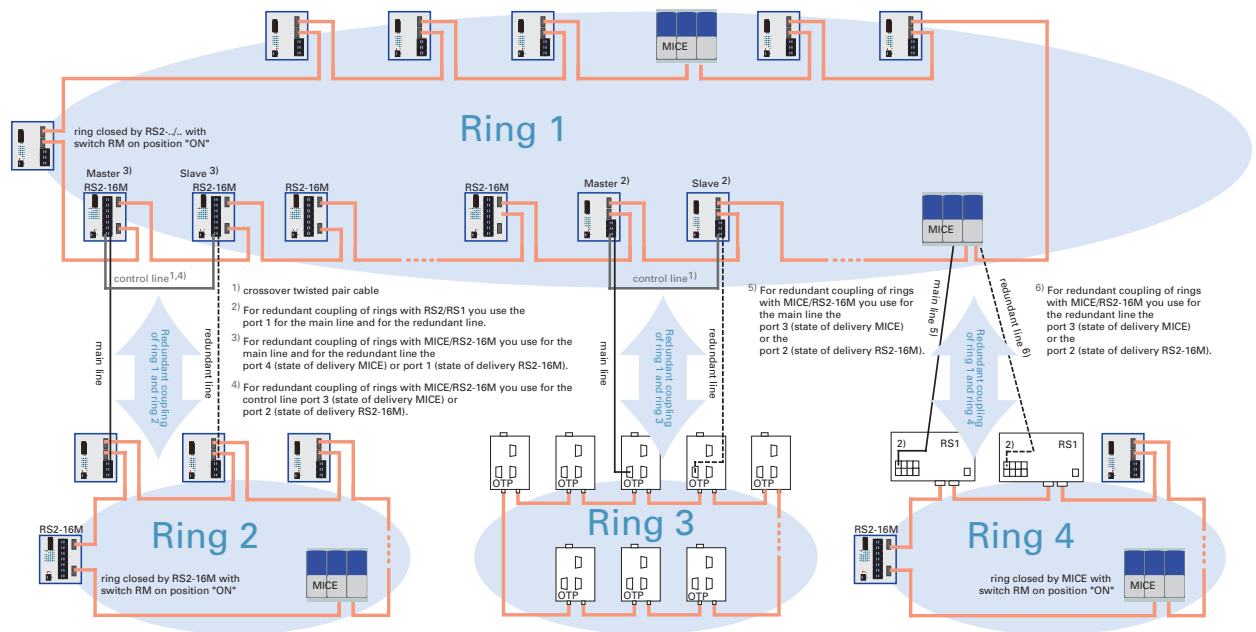 MICE
Ring 1
ring closed by RS2-../.. with
switch RM on position "ON"
Master 3)
RS2-16M
Slave 3)
RS2-16M
RS2-16M
RS2-16M
Master 2)
Slave 2)
MICE
control line1,4)
control line1)
1) crossover twisted pair cable
2) For redundant coupling of rings with RS2/RS1 you use the
port 1 for the main line and for the redundant line.
3) For redundant coupling of rings with MICE/RS2-16M you use for the
main line and for the redundant line the
port 4 (state of delivery MICE) or port 1 (state of delivery RS2-16M).
4) For redundant coupling of rings with MICE/RS2-16M you use for the
control line port 3 (state of delivery MICE) or
port 2 (state of delivery RS2-16M).
5) For redundant coupling of rings
with MICE/RS2-16M you use for
the main line the
port 3 (state of delivery MICE)
or the
port 2 (state of delivery RS2-16M).
6) For redundant coupling of rings
with MICE/RS2-16M you use for
the redundant line the
port 3 (state of delivery MICE)
or the
port 2 (state of delivery RS2-16M).
main line
Redundant coupling
of ring 1 and ring 2
redundant line
main line
Redundant coupling
of ring 1 and ring 3
redundant line
main line 5)
Redundant coupling
of ring 1 and ring 4
redundant line 6)
2)
RS1
2)
RS1
OTP
OTP
OTP
OTP
OTP
RS2-16M
Ring 2
ring closed by RS2-16M with
switch RM on position "ON"
MICE
Ring 3
OTP
OTP
OTP
RS2-16M
Ring 4
ring closed by MICE with
switch RM on position "ON"
MICE